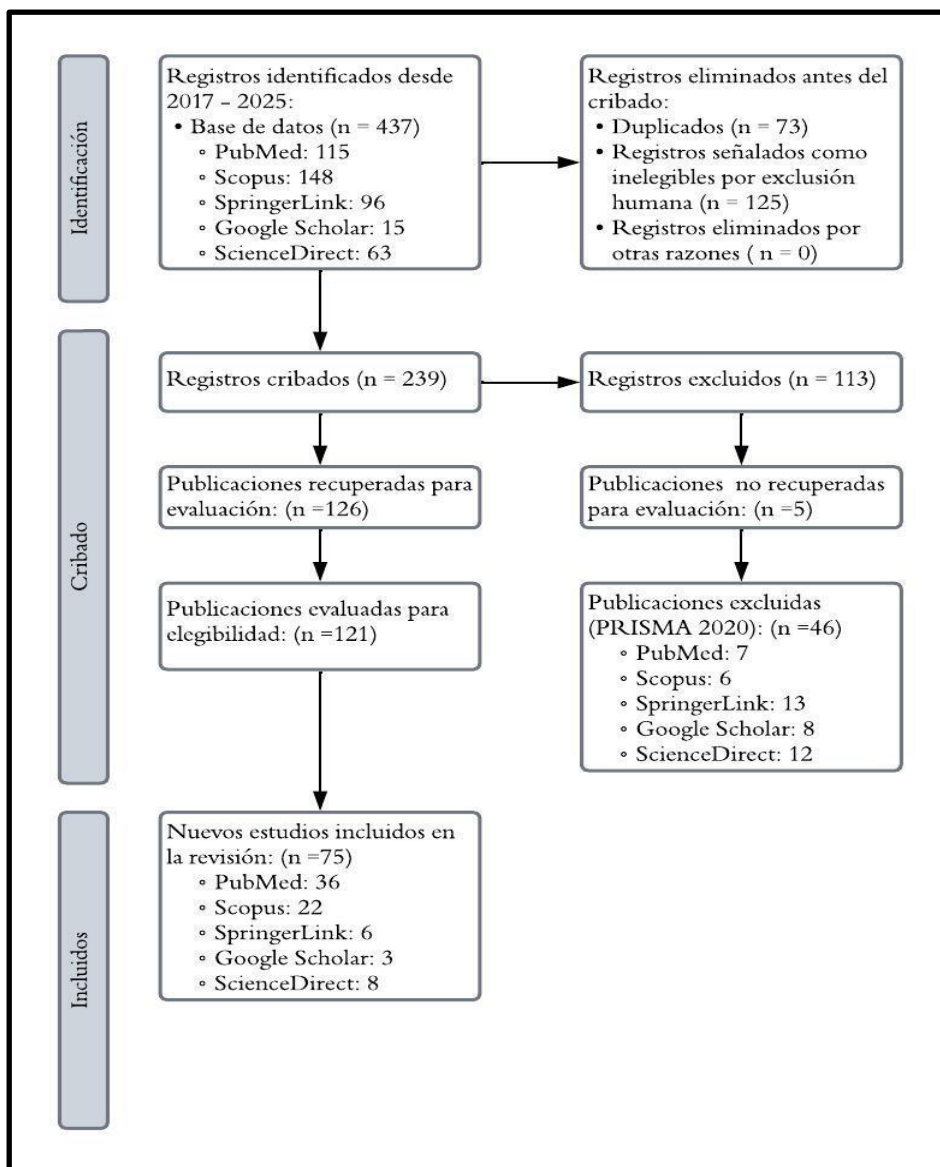 Identificación
Registros identificados desde
2017 - 2025:
• Base de datos (n = 437)
◦ PubMed: 115
◦ Scopus: 148
◦ SpringerLink: 96
◦ Google Scholar: 15
◦ ScienceDirect: 63
Registros eliminados antes del
cribado:
• Duplicados (n = 73)
• Registros señalados como
inelegibles por exclusión
humana (n = 125)
• Registros eliminados por
otras razones ( n = 0)
Cribado
Registros cribados (n = 239)
Registros excluidos (n = 113)
Publicaciones recuperadas para
evaluación: (n =126)
Publicaciones no recuperadas
para evaluación: (n =5)
Publicaciones evaluadas para
elegibilidad: (n =121)
Publicaciones excluidas
(PRISMA 2020): (n =46)
◦ PubMed: 7
◦ Scopus: 6
◦ SpringerLink: 13
◦ Google Scholar: 8
◦ ScienceDirect: 12
Incluidos
Nuevos estudios incluidos en
la revisión: (n =75)
◦ PubMed: 36
◦ Scopus: 22
◦ SpringerLink: 6
◦ Google Scholar: 3
◦ ScienceDirect: 8